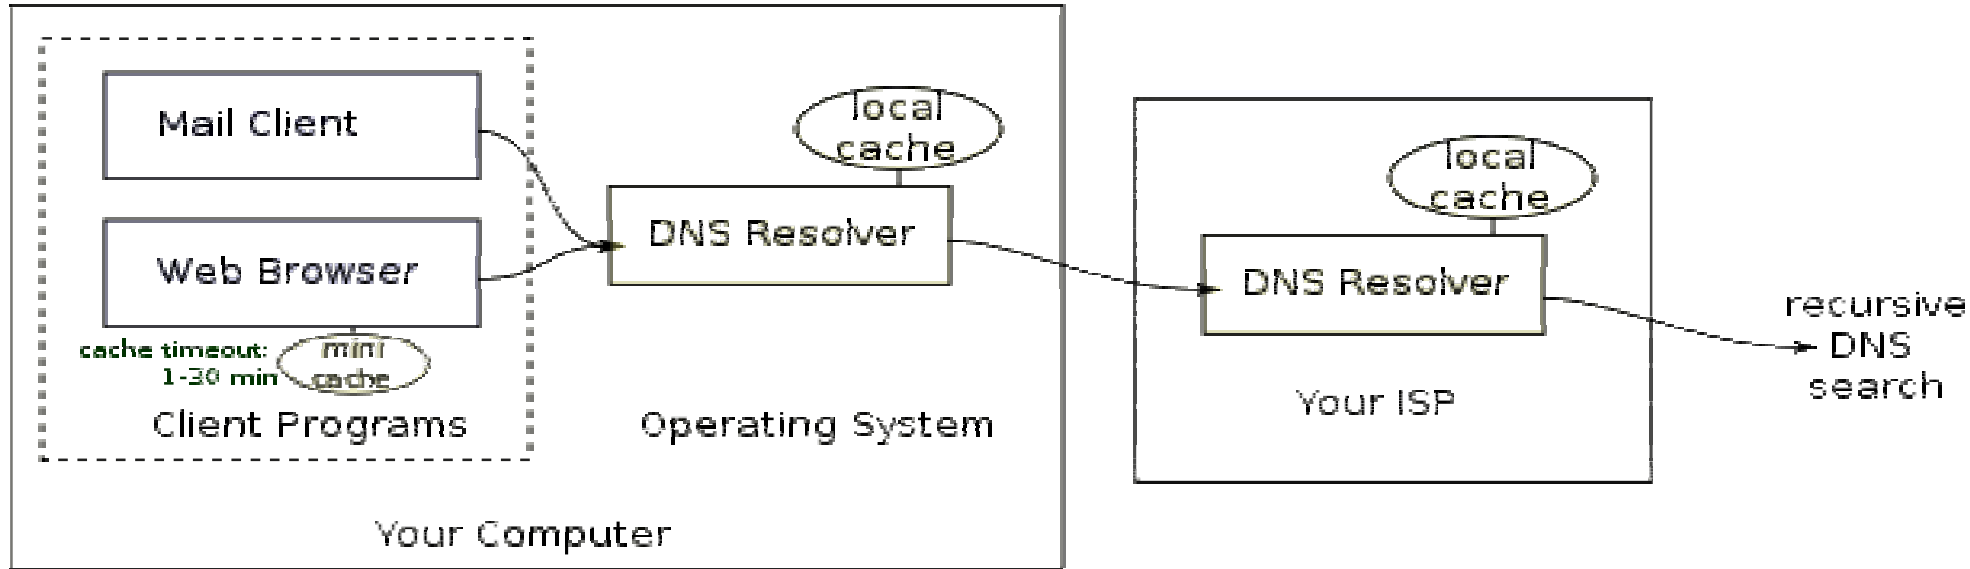 Mail Client
Web Browser
cache timeout:
1-30 min
mini
cache
Client Programs
local
cache
DNS Resolver
Operating System
Your Computer
local
cache
DNS Resolver
Your ISP
recursive
DNS
search